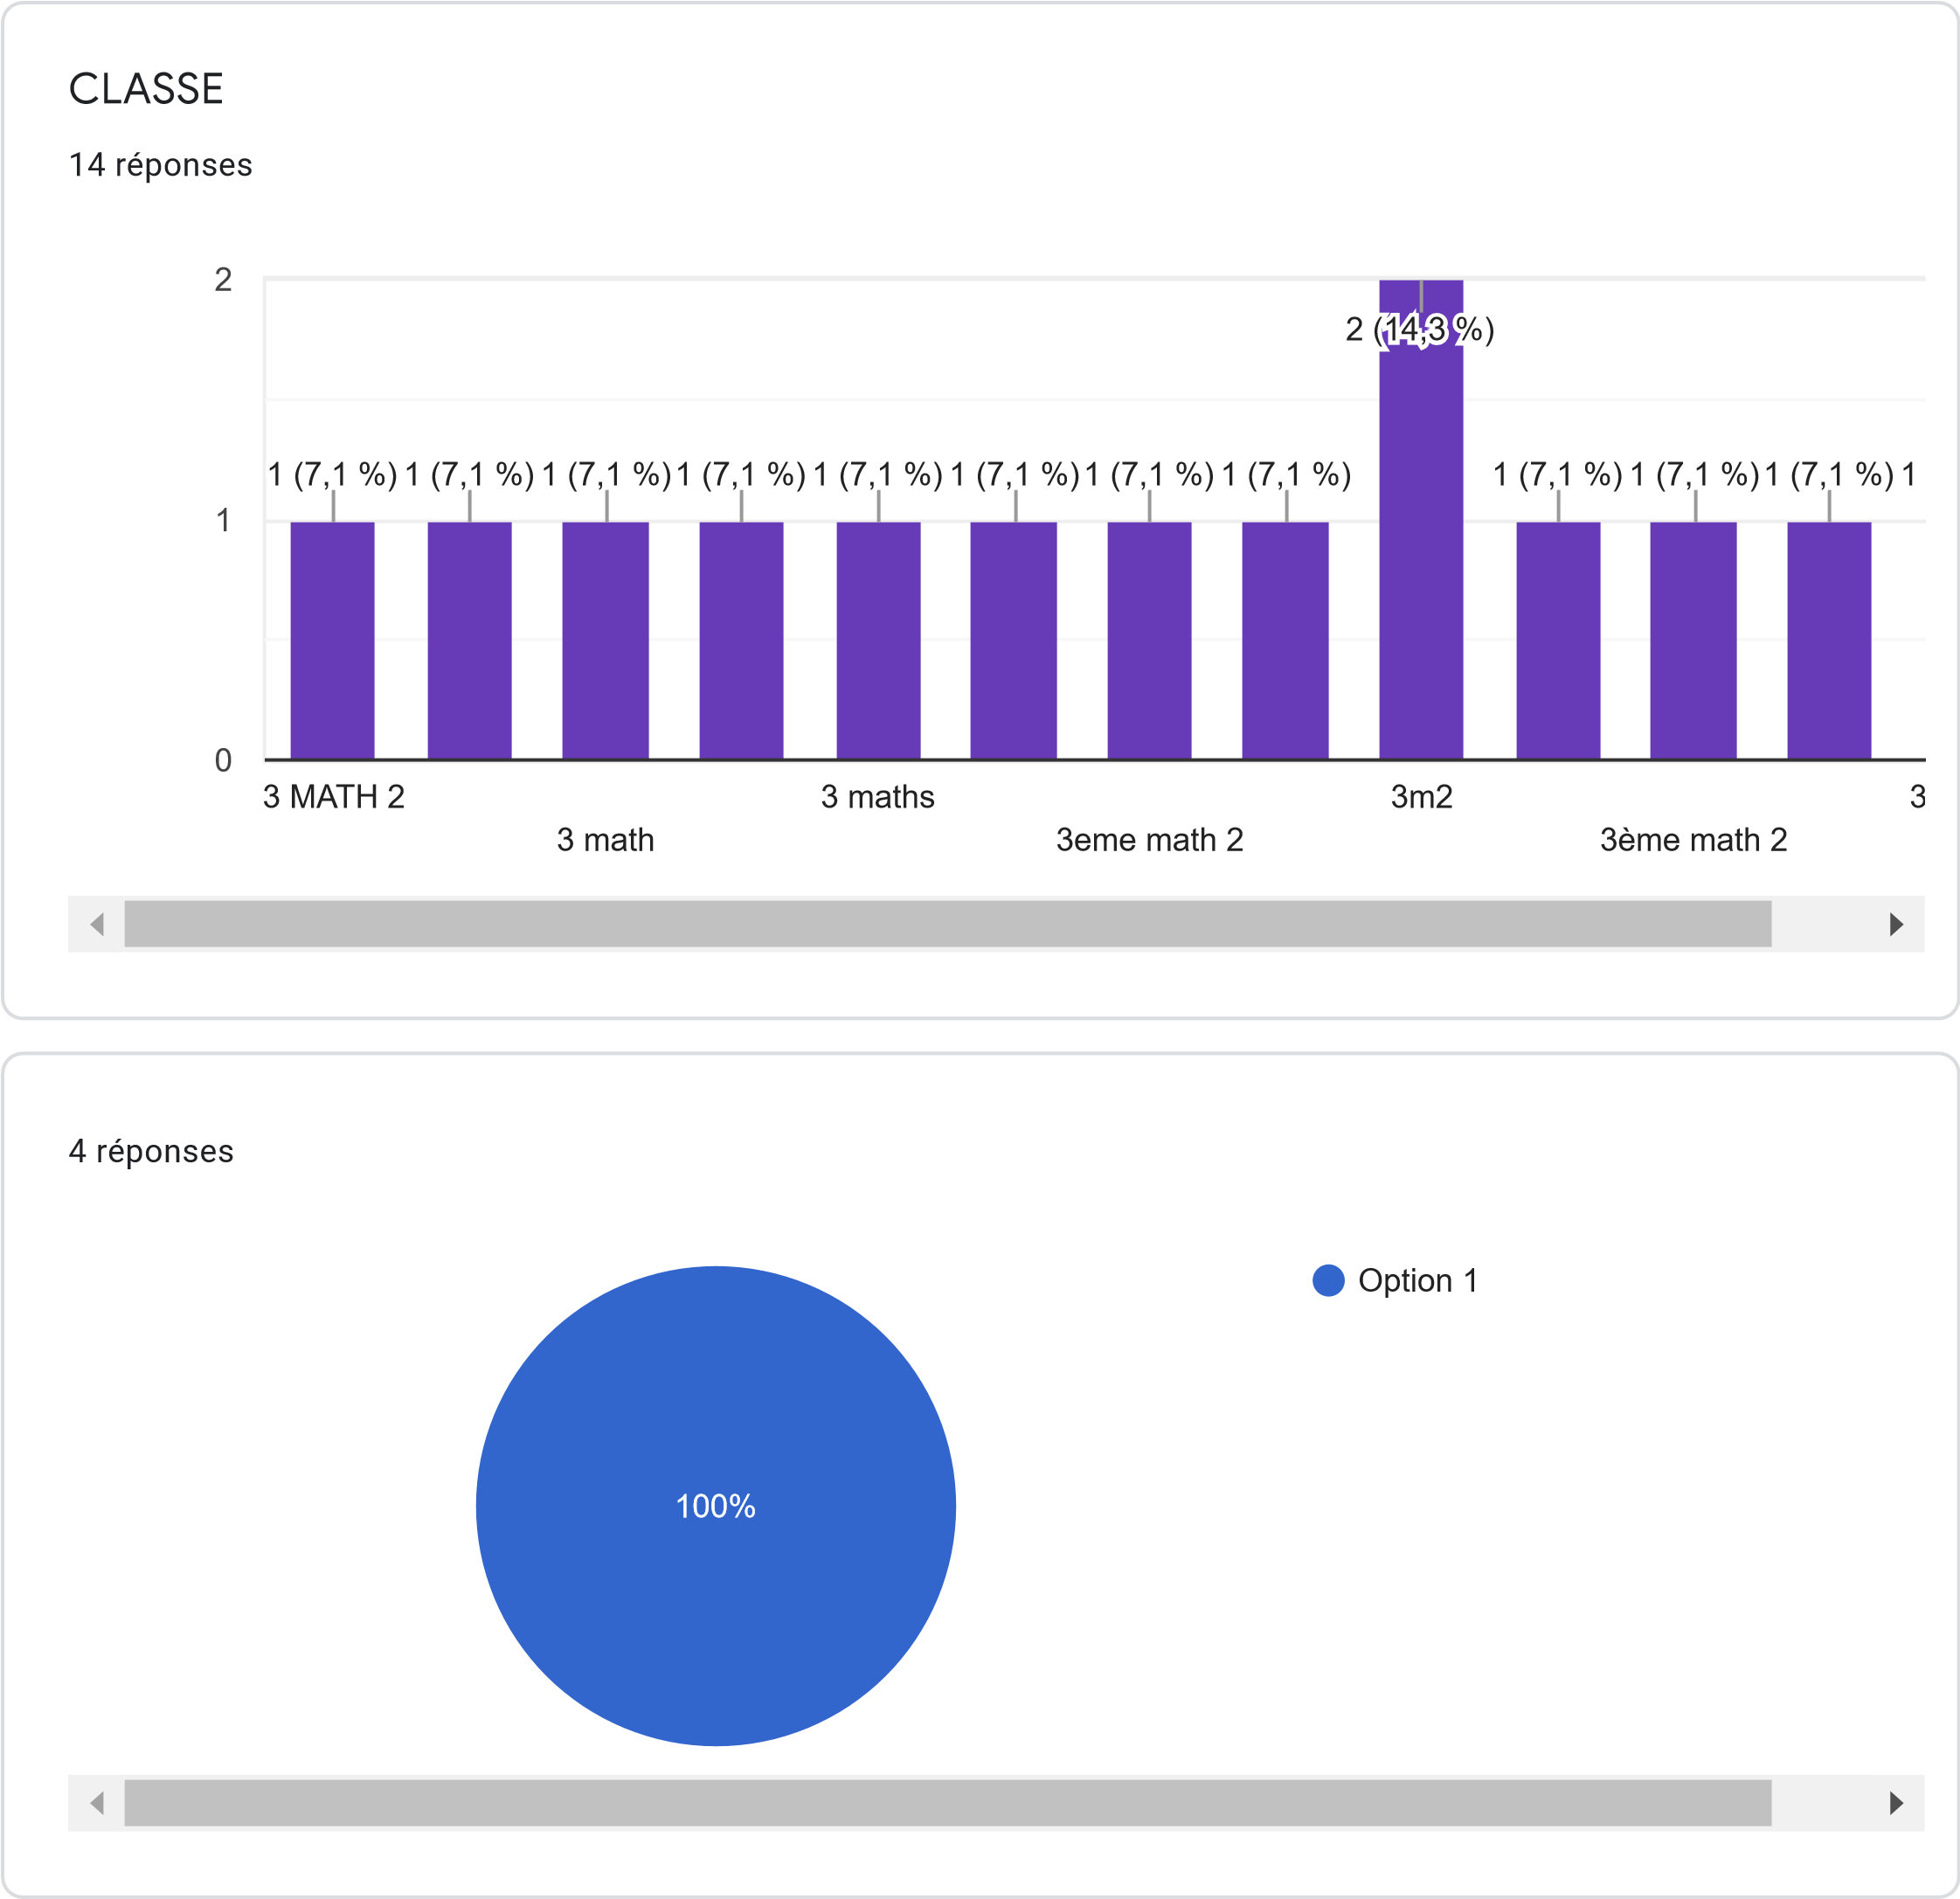 CLASSE
14 réponses
2
2 (14,3 %)
1 (7,1 %) 1 (7,1 %) 1 (7,1 %) 1 (7,1 %) 1 (7,1 %) 1 (7,1 %) 1 (7,1 %) 1 (7,1 %) 1 (7,1 %) 1 (7,1 %) 1 (7,1 %) 1
1
0
3 MATH 2 3 maths 3m2 3
3 math 3eme math 2 3ème math 2
4 réponses
Option 1
100%